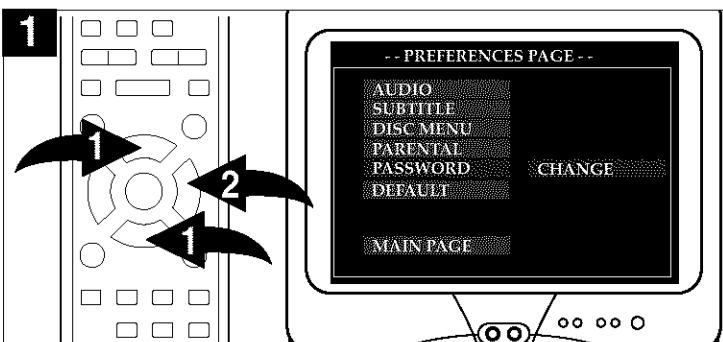 1
1
2
1
- - PREFERENCES PAGE - -
AUDIO
SUBTITLE
DISC MENU
PARENTAL
PASSWORD CHANGE
DEFAULT
MAIN PAGE